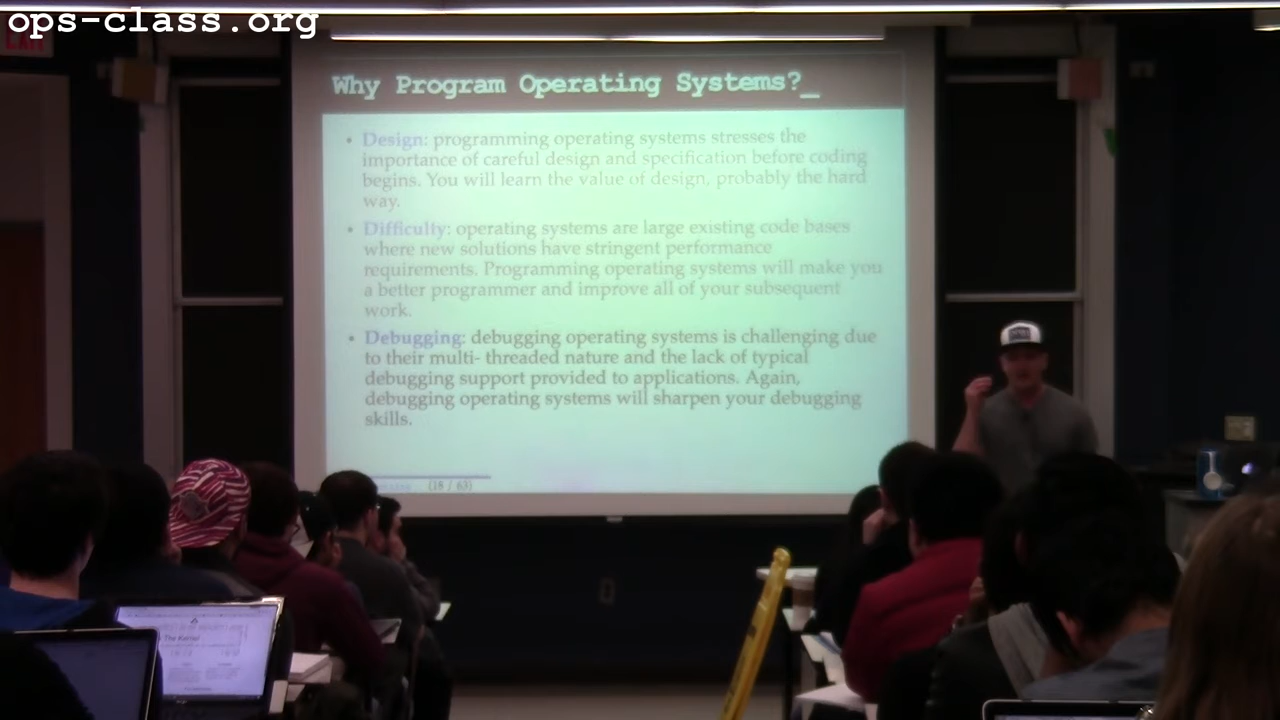 ops-class.org
EXIT
Why Program Operating Systems?_
• Design: programming operating systems stresses the
importance of careful design and specification before coding
begins. You will learn the value of design, probably the hard
way.
• Difficulty: operating systems are large existing code bases
where new solutions have stringent performance
requirements. Programming operating systems will make you
a better programmer and improve all of your subsequent
work.
• Debugging: debugging operating systems is challenging due
to their multi- threaded nature and the lack of typical
debugging support provided to applications. Again,
debugging operating systems will sharpen your debugging
skills.
(18 / 63)
The Kernel